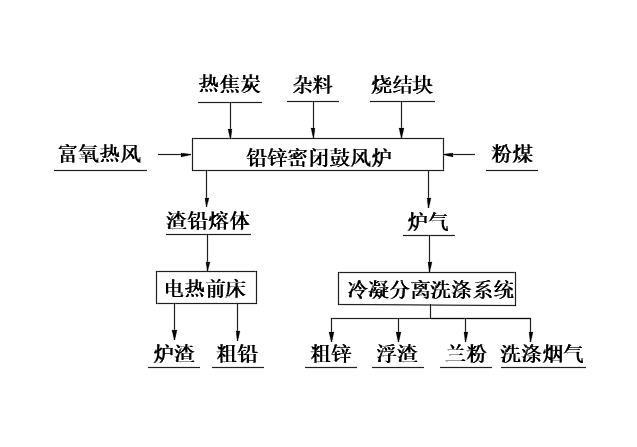 热焦炭 杂料 烧结块
富氧热风 铅锌密闭鼓风炉 粉煤
渣铅熔体 炉气
电热前床 冷凝分离洗涤系统
炉渣 粗铅 粗锌 浮渣 兰粉 洗涤烟气